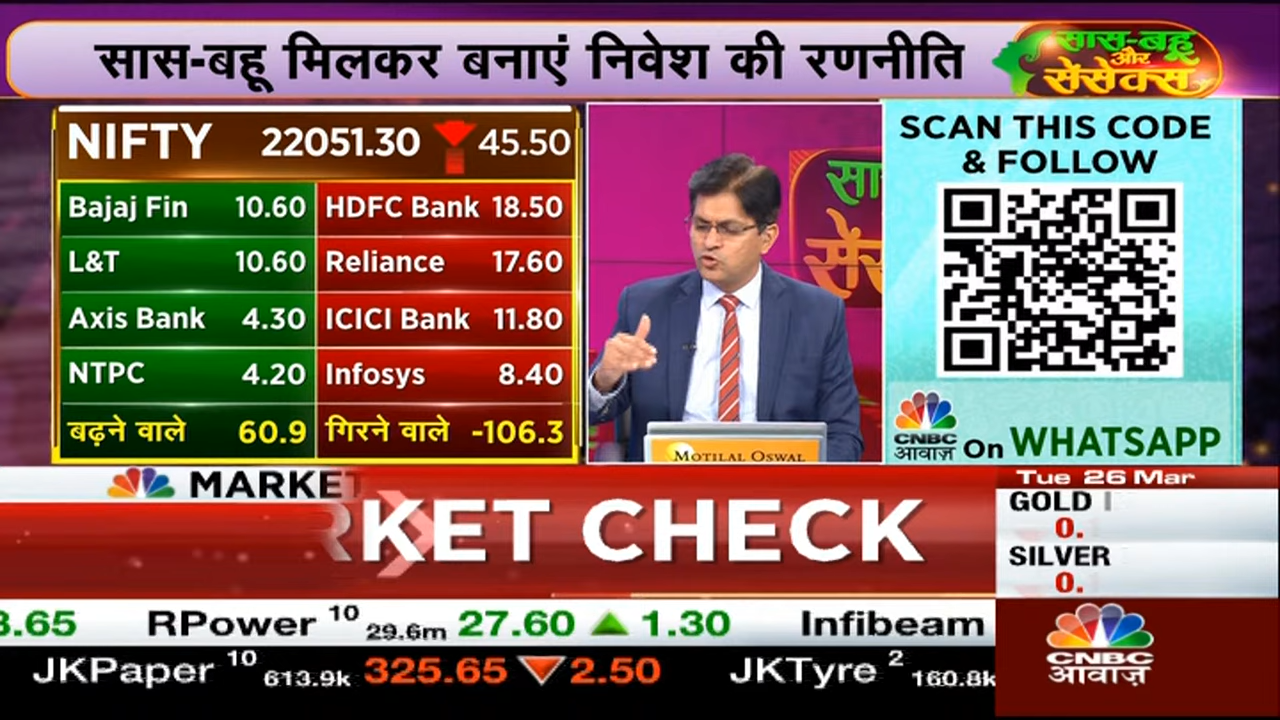 सास-बहू मिलकर बनाएं निवेश की रणनीति
सास-बहू
और
सेंसेक्स
NIFTY 22051.30 45.50
Bajaj Fin 10.60 HDFC Bank 18.50
L&T 10.60 Reliance 17.60
Axis Bank 4.30 ICICI Bank 11.80
NTPC 4.20 Infosys 8.40
बढ़ने वाले 60.9 गिरने वाले -106.3
MOTILAL OSWAL
SCAN THIS CODE
& FOLLOW
CNBC
आवाज़ On WHATSAPP
MARKET
RKET CHECK
Tue 26 Mar
GOLD
0.
SILVER
0.
3.65 RPower 10 29.6m 27.60 1.30 Infibeam
JKPaper 10 613.9k 325.65 2.50 JKTyre 2 160.8k
CNBC
आवाज़